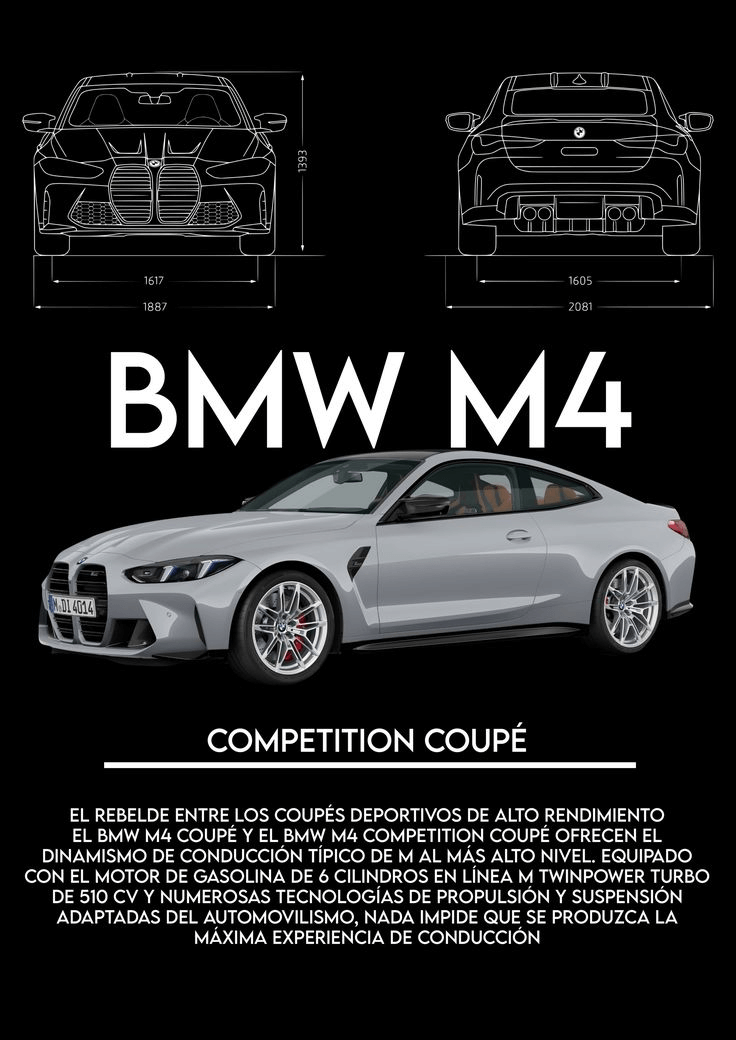 1393
1617
1887
1605
2081
BMW M4
M DI 4014
COMPETITION COUPÉ
EL REBELDE ENTRE LOS COUPÉS DEPORTIVOS DE ALTO RENDIMIENTO
EL BMW M4 COUPÉ Y EL BMW M4 COMPETITION COUPÉ OFRECEN EL
DINAMISMO DE CONDUCCIÓN TÍPICO DE M AL MÁS ALTO NIVEL. EQUIPADO
CON EL MOTOR DE GASOLINA DE 6 CILINDROS EN LÍNEA M TWINPOWER TURBO
DE 510 CV Y NUMEROSAS TECNOLOGÍAS DE PROPULSIÓN Y SUSPENSIÓN
ADAPTADAS DEL AUTOMOVILISMO, NADA IMPIDE QUE SE PRODUZCA LA
MÁXIMA EXPERIENCIA DE CONDUCCIÓN